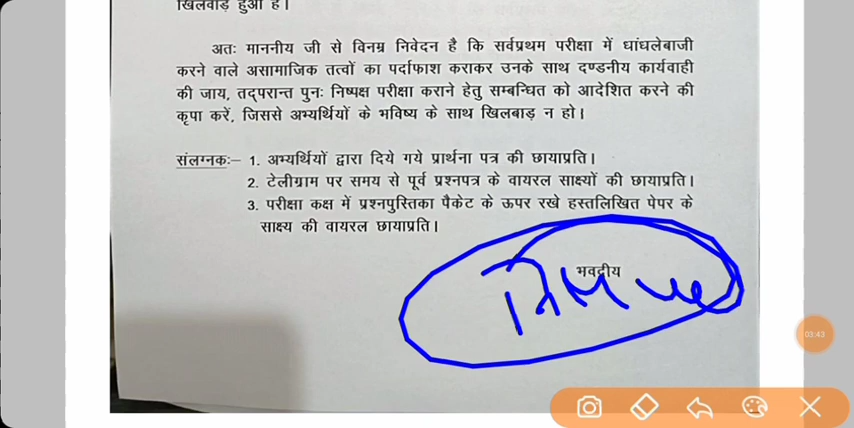 खिलवाड़ हुआ है।
अतः माननीय जी से विनम्र निवेदन है कि सर्वप्रथम परीक्षा में धांधलेबाजी
करने वाले असामाजिक तत्वों का पर्दाफाश कराकर उनके साथ दण्डनीय कार्यवाही
की जाय, तद्परान्त पुनः निष्पक्ष परीक्षा कराने हेतु सम्बन्धित को आदेशित करने की
कृपा करें, जिससे अभ्यर्थियों के भविष्य के साथ खिलबाड़ न हो।
संलग्नकः– 1. अभ्यर्थियों द्वारा दिये गये प्रार्थना पत्र की छायाप्रति।
2. टेलीग्राम पर समय से पूर्व प्रश्नपत्र के वायरल साक्ष्यों की छायाप्रति।
3. परीक्षा कक्ष में प्रश्नपुस्तिका पैकेट के ऊपर रखे हस्तलिखित पेपर के
साक्ष्य की वायरल छायाप्रति।
भवदीय
03:43